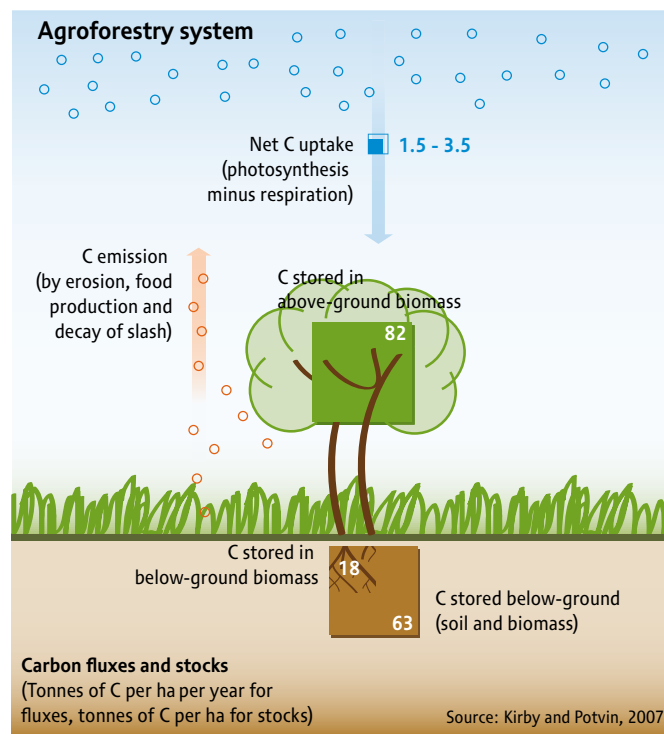 Agroforestry system
Net C uptake
(photosynthesis
minus respiration)
1.5 - 3.5
C emission
(by erosion, food
production and
decay of slash)
C stored in
above-ground biomass
82
C stored in
below-ground biomass
18
63
C stored below-ground
(soil and biomass)
Carbon fluxes and stocks
(Tonnes of C per ha per year for
fluxes, tonnes of C per ha for stocks)
Source: Kirby and Potvin, 2007